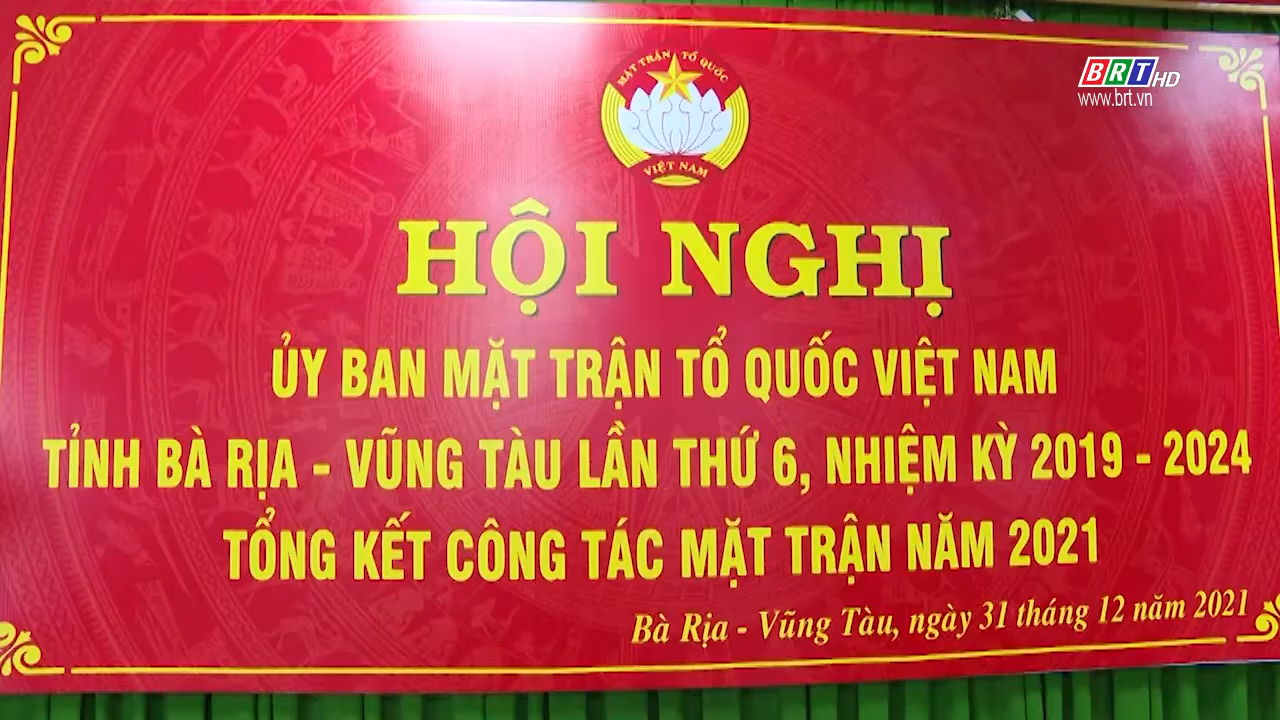 BRT HD
www.brt.vn
MẶT TRẬN TỔ QUỐC
VIỆT NAM
HỘI NGHỊ
ỦY BAN MẶT TRẬN TỔ QUỐC VIỆT NAM
TỈNH BÀ RỊA - VŨNG TÀU LẦN THỨ 6, NHIỆM KỲ 2019 - 2024
TỔNG KẾT CÔNG TÁC MẶT TRẬN NĂM 2021
Bà Rịa - Vũng Tàu, ngày 31 tháng 12 năm 2021